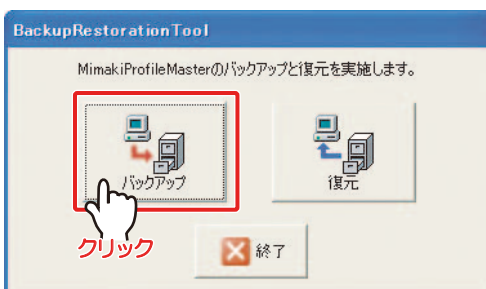 BackupRestorationTool
MimakiProfileMasterのバックアップと復元を実施します。
バックアップ
復元
クリック
終了